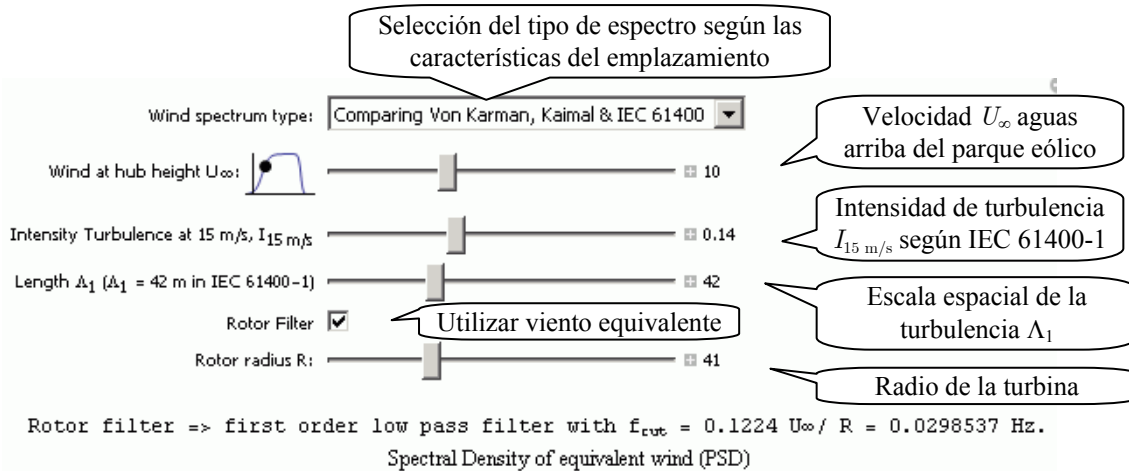 Selección del tipo de espectro según las
características del emplazamiento
Wind spectrum type: Comparing Von Karman, Kaimal & IEC 61400
Velocidad U∞ aguas
arriba del parque eólico
Wind at hub height U∞: 10
Intensidad de turbulencia
I15 m/s según IEC 61400-1
Intensity Turbulence at 15 m/s, I15 m/s 0.14
Length Λ1 (Λ1 = 42 m in IEC 61400-1) 42
Escala espacial de la
turbulencia Λ1
Rotor Filter
Utilizar viento equivalente
Rotor radius R: 41
Radio de la turbina
Rotor filter => first order low pass filter with fcut = 0.1224 U∞/ R = 0.0298537 Hz.
Spectral Density of equivalent wind (PSD)